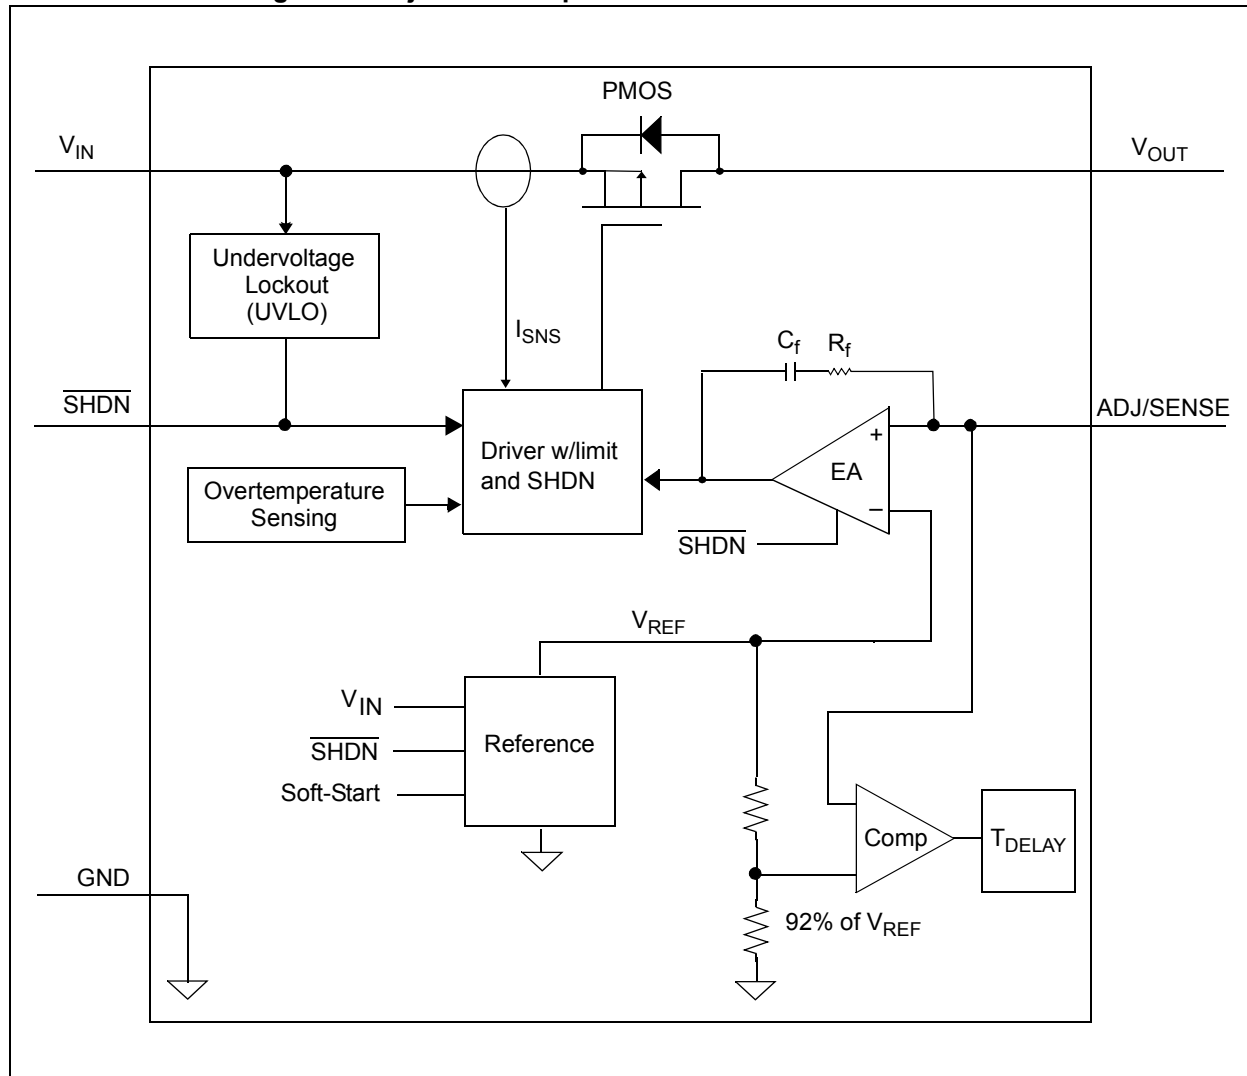 PMOS
V_IN
V_OUT
Undervoltage
Lockout
(UVLO)
I_SNS
C_f
R_f
SHDN
ADJ/SENSE
Driver w/limit
and SHDN
+
EA
−
Overtemperature
Sensing
SHDN
V_REF
V_IN
SHDN
Soft-Start
Reference
Comp
T_DELAY
GND
92% of V_REF